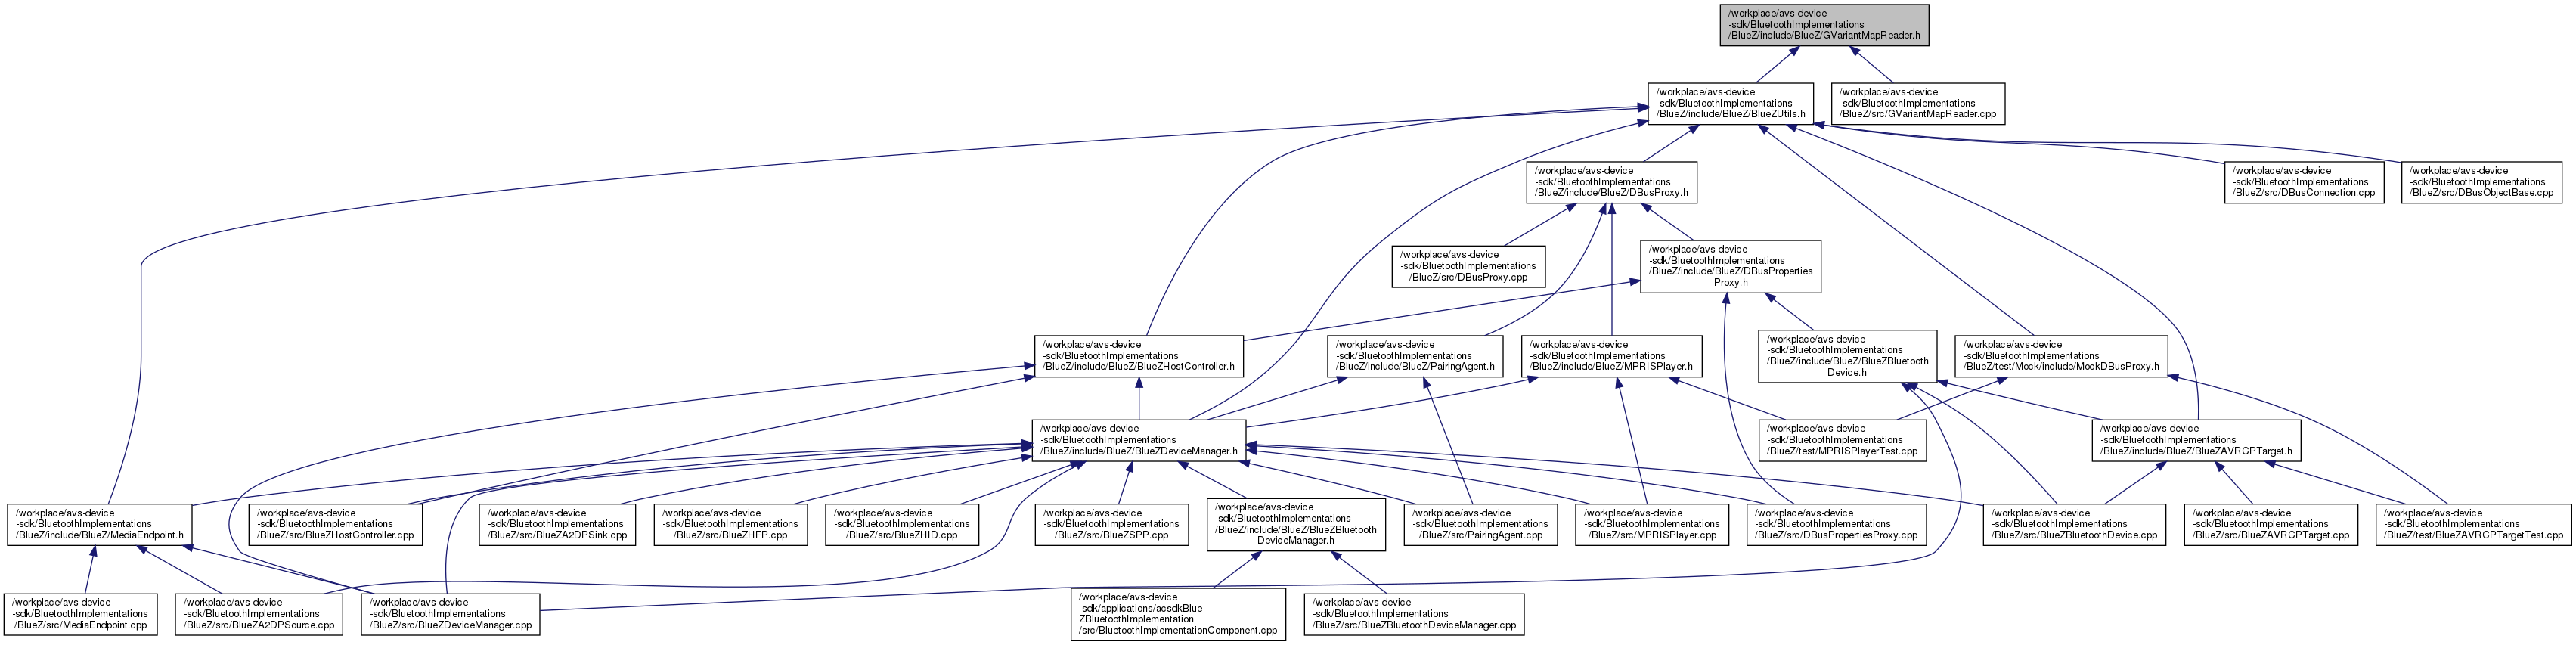 /workplace/avs-device
-sdk/BluetoothImplementations
/BlueZ/include/BlueZ/GVariantMapReader.h
/workplace/avs-device
-sdk/BluetoothImplementations
/BlueZ/include/BlueZ/BlueZUtils.h
/workplace/avs-device
-sdk/BluetoothImplementations
/BlueZ/src/GVariantMapReader.cpp
/workplace/avs-device
-sdk/BluetoothImplementations
/BlueZ/include/BlueZ/DBusProxy.h
/workplace/avs-device
-sdk/BluetoothImplementations
/BlueZ/src/DBusConnection.cpp
/workplace/avs-device
-sdk/BluetoothImplementations
/BlueZ/src/DBusObjectBase.cpp
/workplace/avs-device
-sdk/BluetoothImplementations
/BlueZ/src/DBusProxy.cpp
/workplace/avs-device
-sdk/BluetoothImplementations
/BlueZ/include/BlueZ/DBusProperties
Proxy.h
/workplace/avs-device
-sdk/BluetoothImplementations
/BlueZ/include/BlueZ/BlueZHostController.h
/workplace/avs-device
-sdk/BluetoothImplementations
/BlueZ/include/BlueZ/PairingAgent.h
/workplace/avs-device
-sdk/BluetoothImplementations
/BlueZ/include/BlueZ/MPRISPlayer.h
/workplace/avs-device
-sdk/BluetoothImplementations
/BlueZ/include/BlueZ/BlueZBluetooth
Device.h
/workplace/avs-device
-sdk/BluetoothImplementations
/BlueZ/test/Mock/include/MockDBusProxy.h
/workplace/avs-device
-sdk/BluetoothImplementations
/BlueZ/include/BlueZ/BlueZDeviceManager.h
/workplace/avs-device
-sdk/BluetoothImplementations
/BlueZ/test/MPRISPlayerTest.cpp
/workplace/avs-device
-sdk/BluetoothImplementations
/BlueZ/include/BlueZ/BlueZAVRCPTarget.h
/workplace/avs-device
-sdk/BluetoothImplementations
/BlueZ/include/BlueZ/MediaEndpoint.h
/workplace/avs-device
-sdk/BluetoothImplementations
/BlueZ/src/BlueZHostController.cpp
/workplace/avs-device
-sdk/BluetoothImplementations
/BlueZ/src/BlueZA2DPSink.cpp
/workplace/avs-device
-sdk/BluetoothImplementations
/BlueZ/src/BlueZHFP.cpp
/workplace/avs-device
-sdk/BluetoothImplementations
/BlueZ/src/BlueZHID.cpp
/workplace/avs-device
-sdk/BluetoothImplementations
/BlueZ/src/BlueZSPP.cpp
/workplace/avs-device
-sdk/BluetoothImplementations
/BlueZ/include/BlueZ/BlueZBluetooth
DeviceManager.h
/workplace/avs-device
-sdk/BluetoothImplementations
/BlueZ/src/PairingAgent.cpp
/workplace/avs-device
-sdk/BluetoothImplementations
/BlueZ/src/MPRISPlayer.cpp
/workplace/avs-device
-sdk/BluetoothImplementations
/BlueZ/src/DBusPropertiesProxy.cpp
/workplace/avs-device
-sdk/BluetoothImplementations
/BlueZ/src/BlueZBluetoothDevice.cpp
/workplace/avs-device
-sdk/BluetoothImplementations
/BlueZ/src/BlueZAVRCPTarget.cpp
/workplace/avs-device
-sdk/BluetoothImplementations
/BlueZ/test/BlueZAVRCPTargetTest.cpp
/workplace/avs-device
-sdk/BluetoothImplementations
/BlueZ/src/MediaEndpoint.cpp
/workplace/avs-device
-sdk/BluetoothImplementations
/BlueZ/src/BlueZA2DPSource.cpp
/workplace/avs-device
-sdk/BluetoothImplementations
/BlueZ/src/BlueZDeviceManager.cpp
/workplace/avs-device
-sdk/applications/acsdkBlue
ZBluetoothImplementation
/src/BluetoothImplementationComponent.cpp
/workplace/avs-device
-sdk/BluetoothImplementations
/BlueZ/src/BlueZBluetoothDeviceManager.cpp